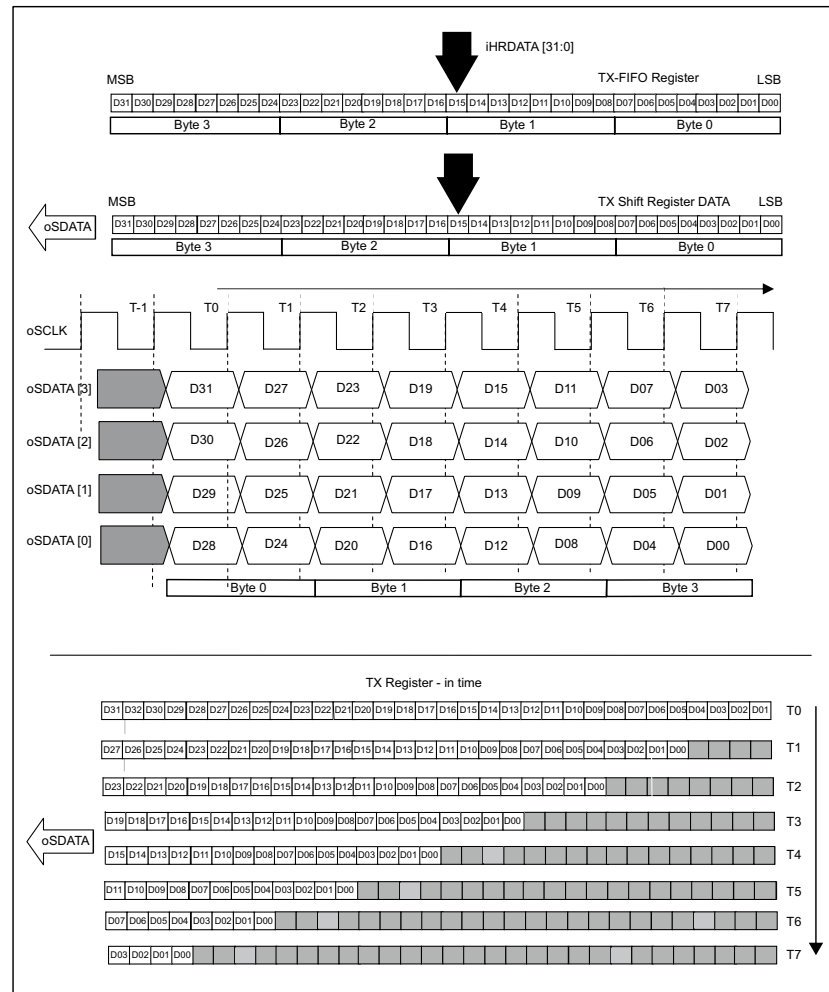 iHRDATA [31:0]
MSB TX-FIFO Register LSB
D31 D30 D29 D28 D27 D26 D25 D24 D23 D22 D21 D20 D19 D18 D17 D16 D15 D14 D13 D12 D11 D10 D09 D08 D07 D06 D05 D04 D03 D02 D01 D00
Byte 3 Byte 2 Byte 1 Byte 0
MSB TX Shift Register DATA LSB
oSDATA D31 D30 D29 D28 D27 D26 D25 D24 D23 D22 D21 D20 D19 D18 D17 D16 D15 D14 D13 D12 D11 D10 D09 D08 D07 D06 D05 D04 D03 D02 D01 D00
Byte 3 Byte 2 Byte 1 Byte 0
T-1 T0 T1 T2 T3 T4 T5 T6 T7
oSCLK
oSDATA [3] D31 D27 D23 D19 D15 D11 D07 D03
oSDATA [2] D30 D26 D22 D18 D14 D10 D06 D02
oSDATA [1] D29 D25 D21 D17 D13 D09 D05 D01
oSDATA [0] D28 D24 D20 D16 D12 D08 D04 D00
Byte 0 Byte 1 Byte 2 Byte 3
TX Register - in time
D31 D32 D30 D29 D28 D27 D26 D25 D24 D23 D22 D21 D20 D19 D18 D17 D16 D15 D14 D13 D12 D11 D10 D09 D08 D07 D06 D05 D04 D03 D02 D01 T0
D27 D26 D25 D24 D23 D22 D21 D20 D19 D18 D17 D16 D15 D14 D13 D12 D11 D10 D09 D08 D07 D06 D05 D04 D03 D02 D01 D00 T1
D23 D22 D21 D20 D19 D18 D17 D16 D15 D14 D13 D12 D11 D10 D09 D08 D07 D06 D05 D04 D03 D02 D01 D00 T2
D19 D18 D17 D16 D15 D14 D13 D12 D11 D10 D09 D08 D07 D06 D05 D04 D03 D02 D01 D00 T3
oSDATA
D15 D14 D13 D12 D11 D10 D09 D08 D07 D06 D05 D04 D03 D02 D01 D00 T4
D11 D10 D09 D08 D07 D06 D05 D04 D03 D02 D01 D00 T5
D07 D06 D05 D04 D03 D02 D01 D00 T6
D03 D02 D01 D00 T7